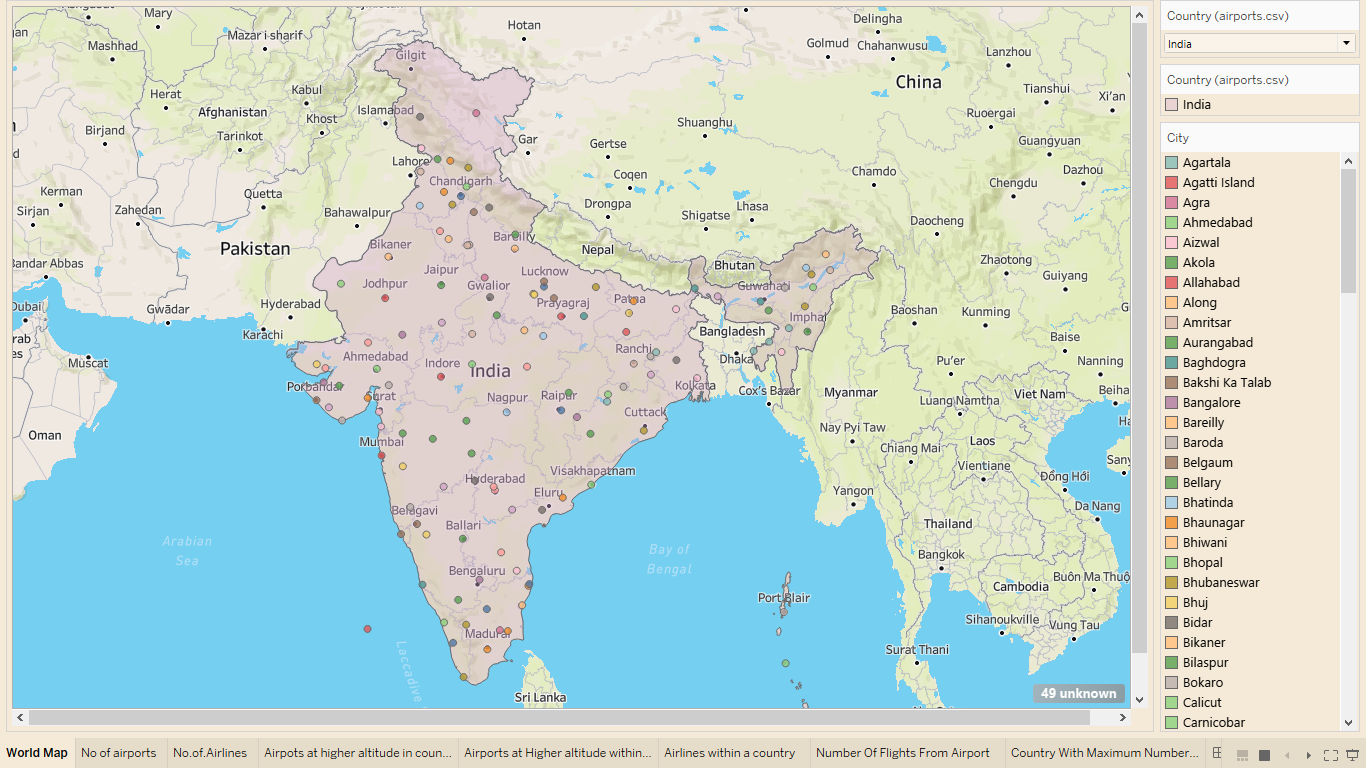 Mary
Hotan
Delingha
Mashhad
Mazar-i-sharif
Golmud
Chahanwusu
Lanzhou
Gilgit
China
Tianshui
Herat
Kabul
Xi'an
Afghanistan
Islamabad
Shuanghu
Ruoergai
Birjand
Tarinkot
Khost
Gar
Gertse
Guangyuan
Lahore
Coqen
Chamdo
Dazhou
Kerman
Quetta
Chandigarh
Chengdu
Sirjan
Zahedan
Bahawalpur
Drongpa
Shigatse
Lhasa
Daocheng
Pakistan
Bikaner
Bareilly
Nepal
Zhaotong
Bandar Abbas
Jaipur
Lucknow
Bhutan
Guiyang
Jodhpur
Gwalior
Guwahati
Dubai
Gwādar
Hyderabad
Prayagraj
Patna
Baoshan
Kunming
Karachi
Imphal
Bangladesh
Baise
Muscat
Ahmedabad
Indore
India
Ranchi
Dhaka
Pu'er
Nanning
Porbandar
Surat
Nagpur
Raipur
Kolkata
Cox's Bazar
Myanmar
Luang Namtha
Viet Nam
Beihai
Oman
Cuttack
Nay Pyi Taw
Laos
Mumbai
Chiang Mai
Vientiane
Hyderabad
Visakhapatnam
Đồng Hới
Eluru
Yangon
Belagavi
Ballari
Thailand
Da Nang
Arabian
Sea
Bay of
Bengal
Bangkok
Bengaluru
Cambodia
Buôn Ma Thuộ
Port Blair
Sihanoukville
Vung Tau
Madurai
Laccadive
Surat Thani
Sri Lanka
49 unknown
Country (airports.csv)
India
Country (airports.csv)
India
City
Agartala
Agatti Island
Agra
Ahmedabad
Aizwal
Akola
Allahabad
Along
Amritsar
Aurangabad
Baghdogra
Bakshi Ka Talab
Bangalore
Bareilly
Baroda
Belgaum
Bellary
Bhatinda
Bhaunagar
Bhiwani
Bhopal
Bhubaneswar
Bhuj
Bidar
Bikaner
Bilaspur
Bokaro
Calicut
Carnicobar
World Map
No of airports
No.of.Airlines
Airpots at higher altitude in coun...
Airports at Higher altitude within...
Airlines within a country
Number Of Flights From Airport
Country With Maximum Number...